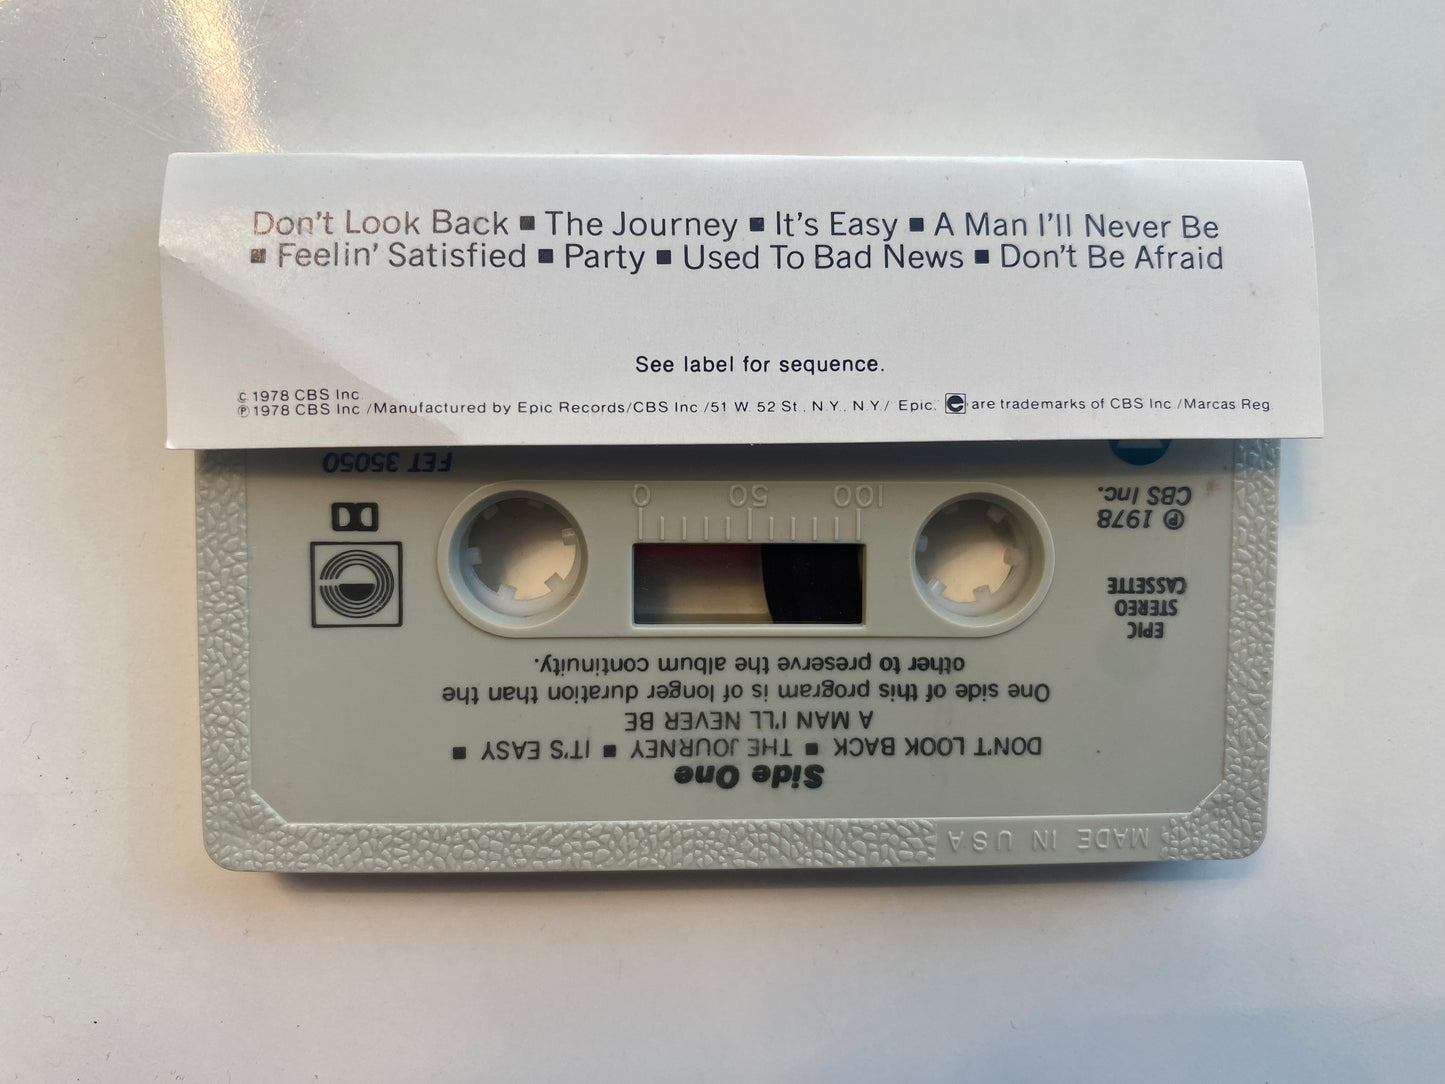 Don't Look Back ■ The Journey ■ It's Easy ■ A Man I'll Never Be
■ Feelin' Satisfied ■ Party ■ Used To Bad News ■ Don't Be Afraid
See label for sequence.
© 1978 CBS Inc.
℗ 1978 CBS Inc./Manufactured by Epic Records/CBS Inc./51 W. 52 St., N.Y., N.Y./ Epic, e are trademarks of CBS Inc./Marcas Reg.
Side One
DON'T LOOK BACK ■ THE JOURNEY ■ IT'S EASY ■
A MAN I'LL NEVER BE
One side of this program is of longer duration than the
other to preserve the album continuity.
EPIC
STEREO
CASSETTE
℗ 1978
CBS Inc.
e
FET 35050
0 50 100
MADE IN USA